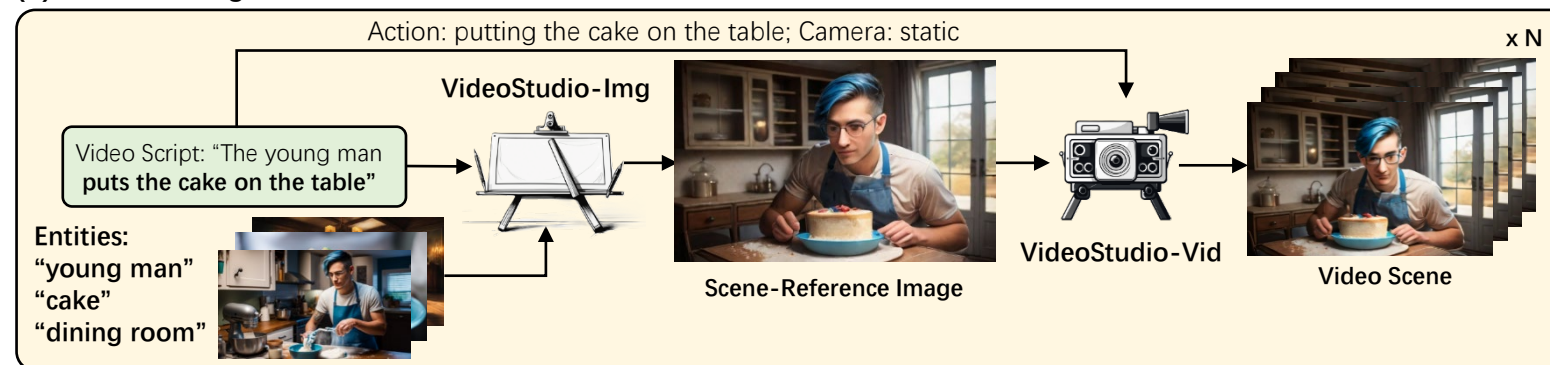 Action: putting the cake on the table; Camera: static
x N
VideoStudio-Img
Video Script: “The young man
puts the cake on the table”
Entities:
“young man”
“cake”
“dining room”
Scene-Reference Image
VideoStudio-Vid
Video Scene